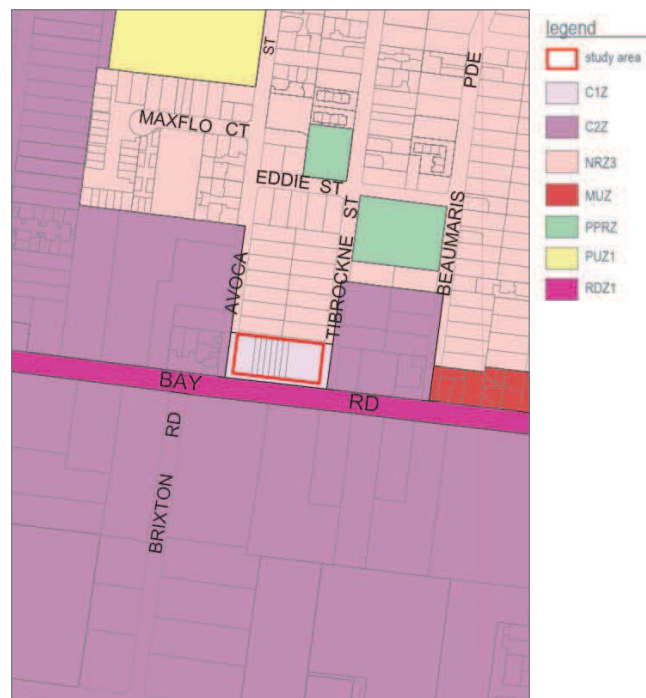 ST
PDE
MAXFLO CT
EDDIE ST
AVOCA
TIBROCKNE ST
BEAUMARIS
BAY RD
BRIXTON RD
legend
study area
C1Z
C2Z
NRZ3
MUZ
PPRZ
PUZ1
RDZ1